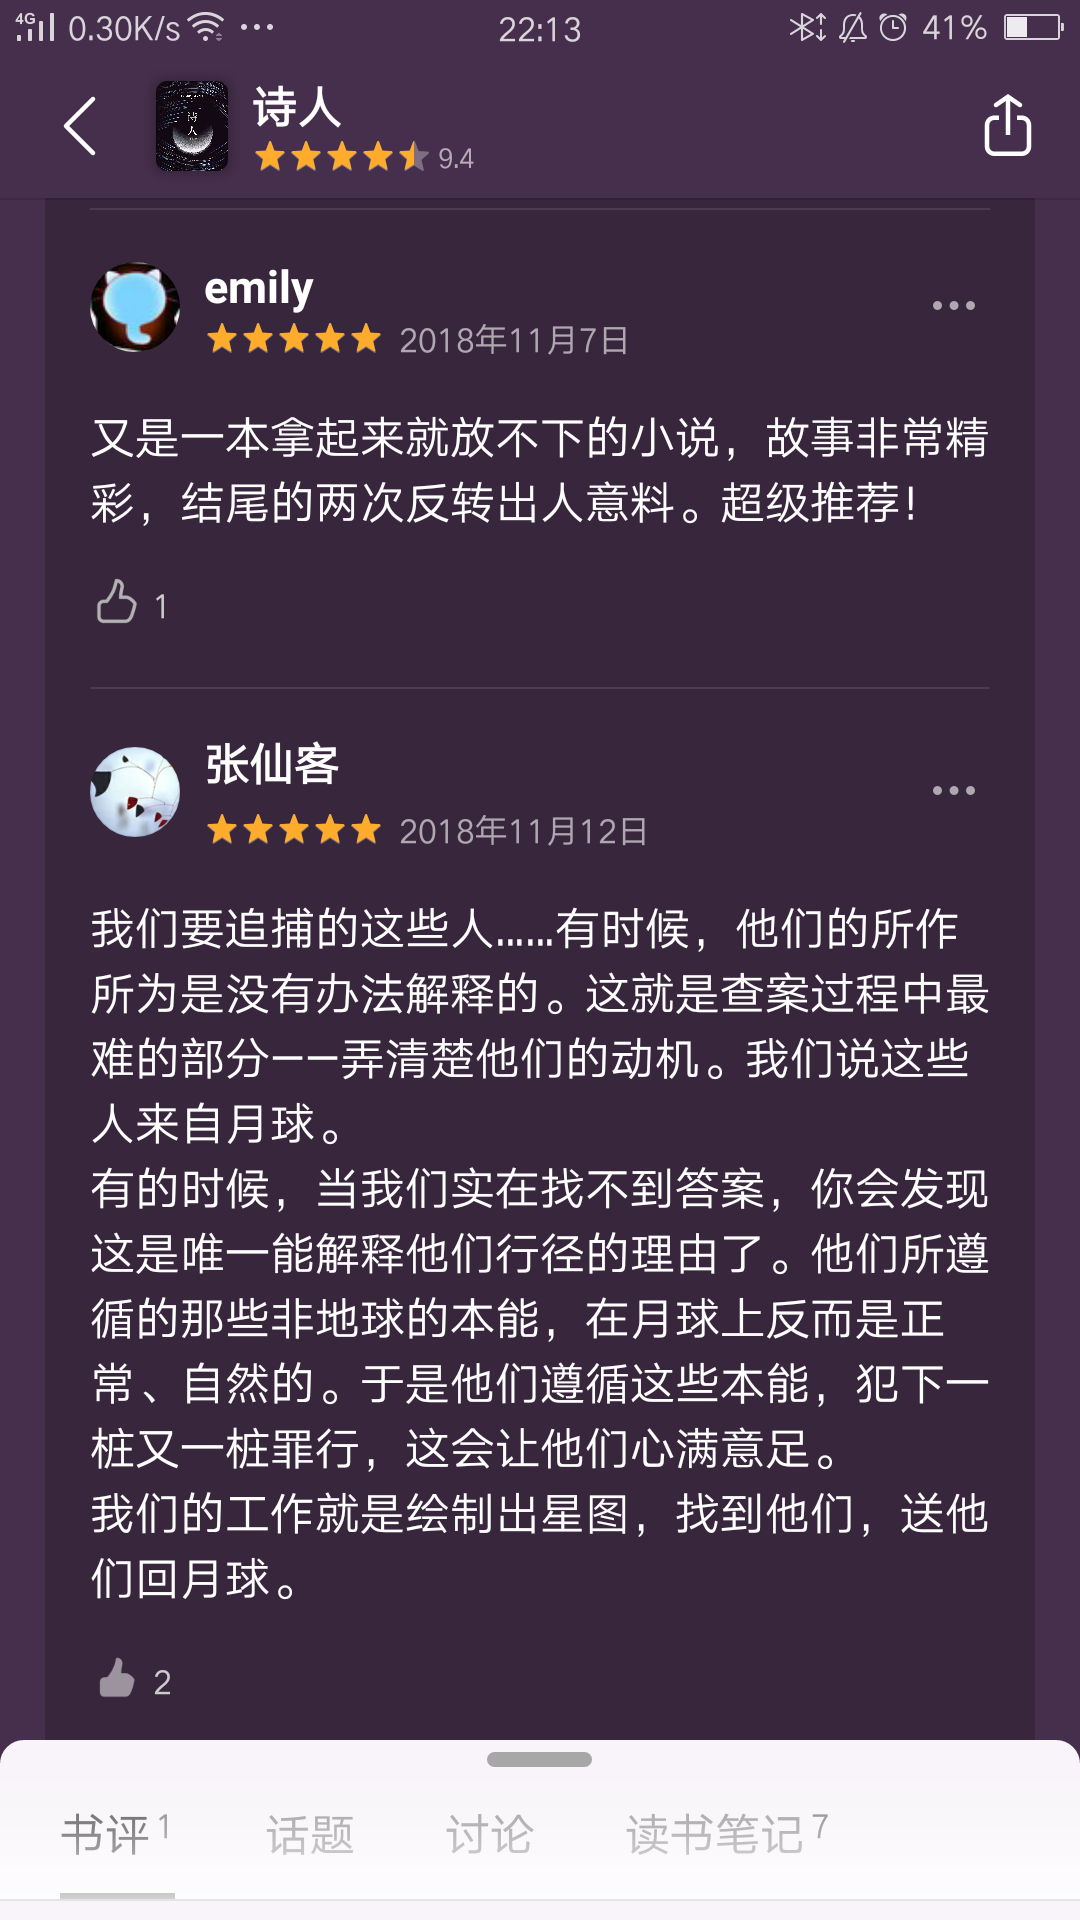 4G 0.30K/s 22:13 41%
诗人
9.4
诗人
emily
2018年11月7日
又是一本拿起来就放不下的小说，故事非常精
彩，结尾的两次反转出人意料。超级推荐！
1
张仙客
2018年11月12日
我们要追捕的这些人……有时候，他们的所作
所为是没有办法解释的。这就是查案过程中最
难的部分——弄清楚他们的动机。我们说这些
人来自月球。
有的时候，当我们实在找不到答案，你会发现
这是唯一能解释他们行径的理由了。他们所遵
循的那些非地球的本能，在月球上反而是正
常、自然的。于是他们遵循这些本能，犯下一
桩又一桩罪行，这会让他们心满意足。
我们的工作就是绘制出星图，找到他们，送他
们回月球。
2
书评 1 话题 讨论 读书笔记 7